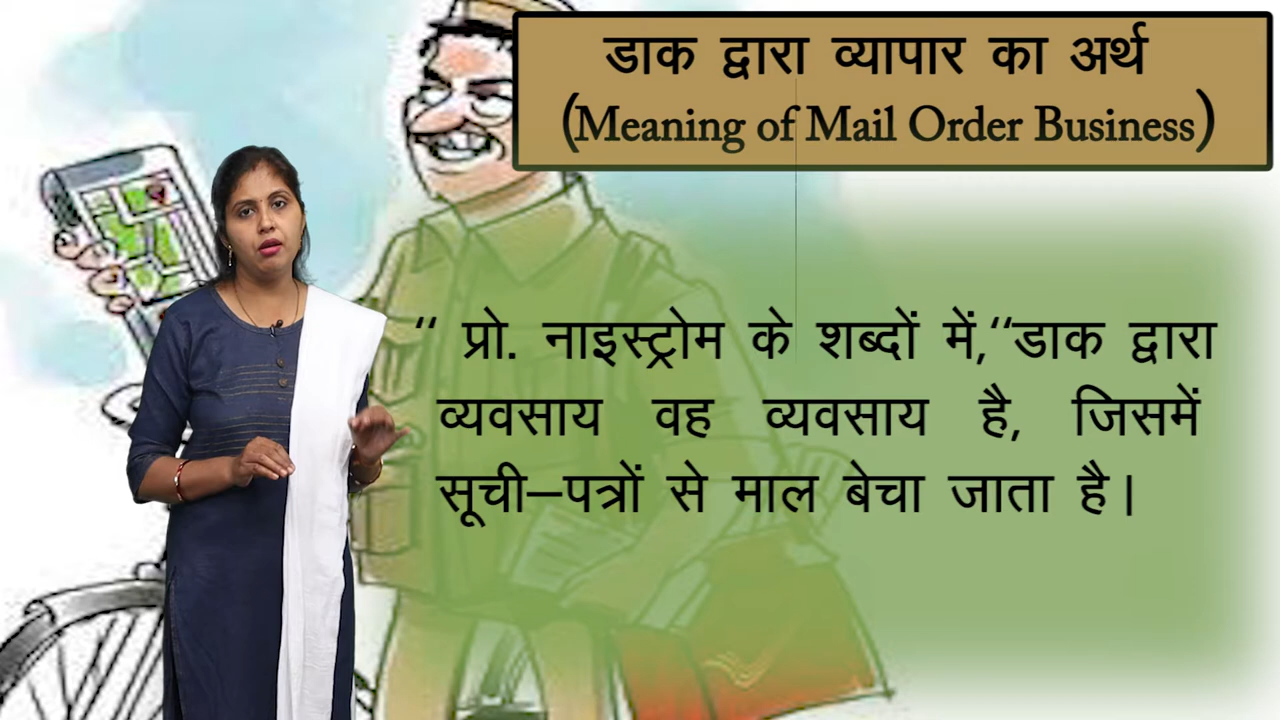 डाक द्वारा व्यापार का अर्थ
(Meaning of Mail Order Business)
“ प्रो. नाइस्ट्रोम के शब्दों में,“डाक द्वारा
व्यवसाय वह व्यवसाय है, जिसमें
सूची–पत्रों से माल बेचा जाता है।